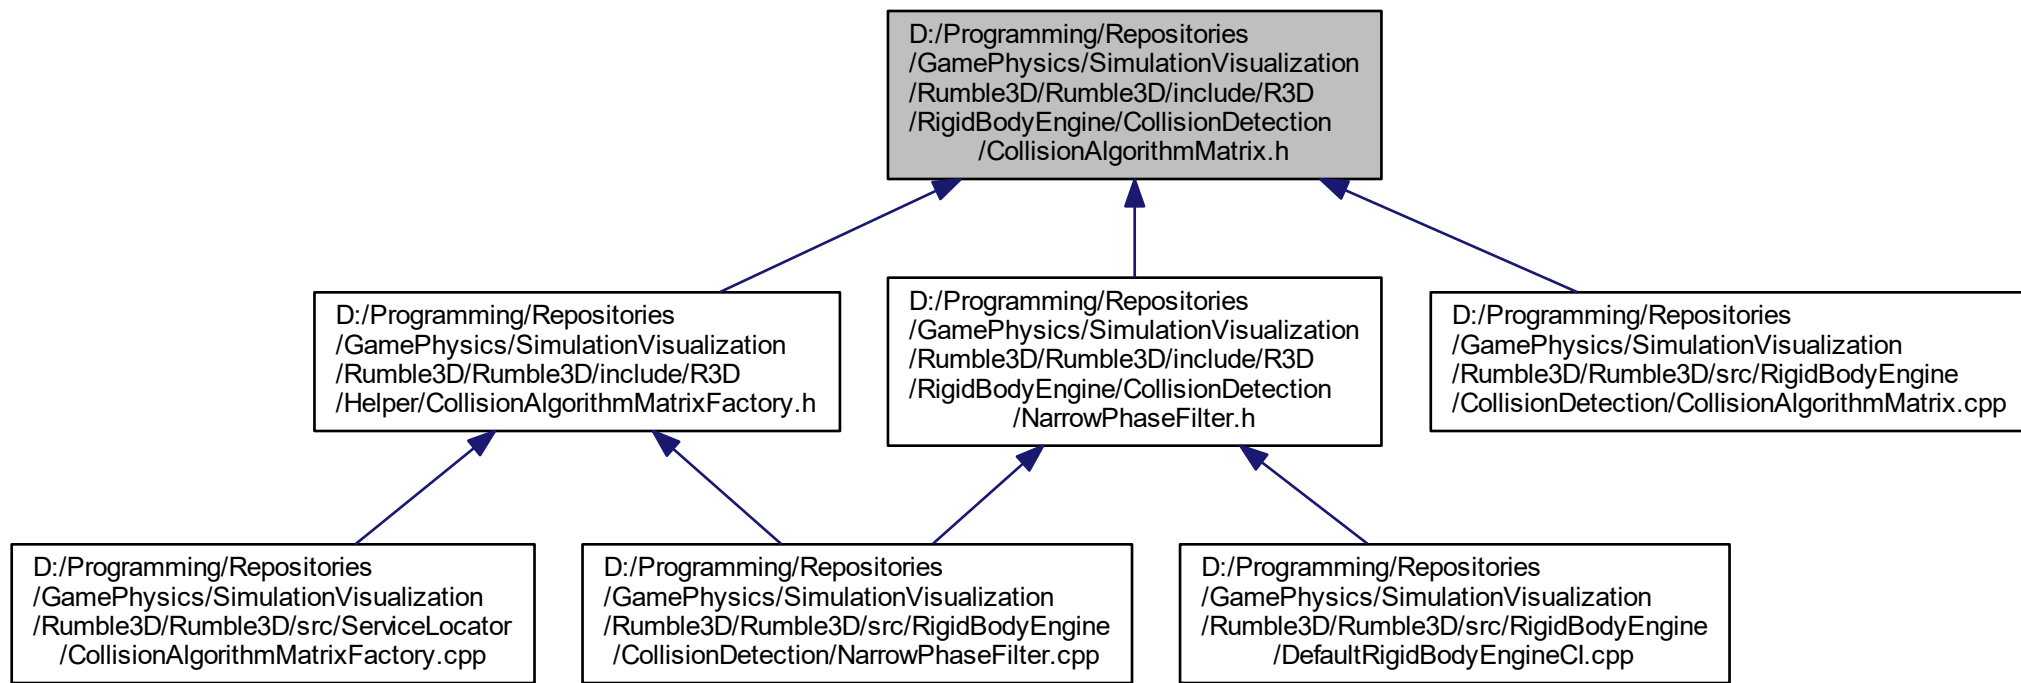 D:/Programming/Repositories
/GamePhysics/SimulationVisualization
/Rumble3D/Rumble3D/include/R3D
/RigidBodyEngine/CollisionDetection
/CollisionAlgorithmMatrix.h
D:/Programming/Repositories
/GamePhysics/SimulationVisualization
/Rumble3D/Rumble3D/include/R3D
/Helper/CollisionAlgorithmMatrixFactory.h
D:/Programming/Repositories
/GamePhysics/SimulationVisualization
/Rumble3D/Rumble3D/include/R3D
/RigidBodyEngine/CollisionDetection
/NarrowPhaseFilter.h
D:/Programming/Repositories
/GamePhysics/SimulationVisualization
/Rumble3D/Rumble3D/src/RigidBodyEngine
/CollisionDetection/CollisionAlgorithmMatrix.cpp
D:/Programming/Repositories
/GamePhysics/SimulationVisualization
/Rumble3D/Rumble3D/src/ServiceLocator
/CollisionAlgorithmMatrixFactory.cpp
D:/Programming/Repositories
/GamePhysics/SimulationVisualization
/Rumble3D/Rumble3D/src/RigidBodyEngine
/CollisionDetection/NarrowPhaseFilter.cpp
D:/Programming/Repositories
/GamePhysics/SimulationVisualization
/Rumble3D/Rumble3D/src/RigidBodyEngine
/DefaultRigidBodyEngineCI.cpp